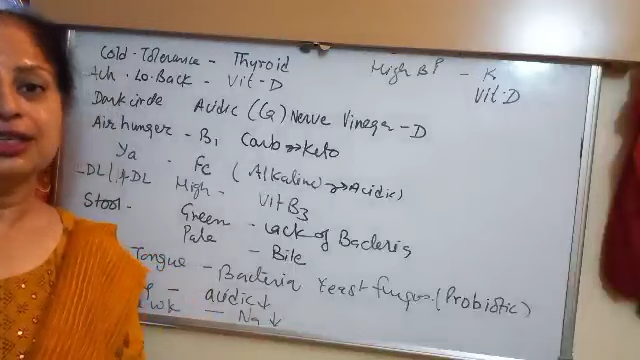 Cold-Tolerance - Thyroid
High BP - K
Vit-D
Ach. Lo. Back - Vit-D
Dark circle Acidic (Ca) Nerve Vinegar - D
Air hunger - B1 Carb Keto
Fe (Alkaline Acidic)
LDL High - Vit B3
Stool - Green - Lack of Bacteria
Pale - Bile
Tongue - Bacteria Yeast fungus. (Probiotic)
acidic ↓
wk - Na ↓